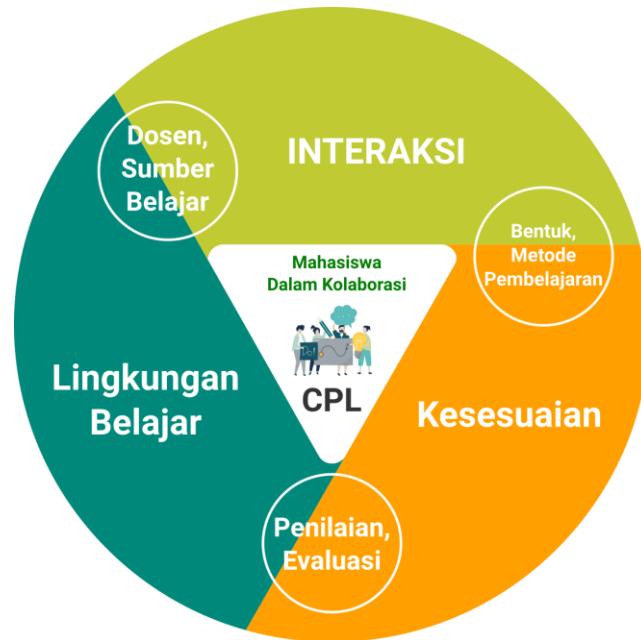 INTERAKSI
Dosen,
Sumber
Belajar
Bentuk,
Metode
Pembelajaran
Mahasiswa
Dalam Kolaborasi
CPL
Lingkungan
Belajar
Kesesuaian
Penilaian,
Evaluasi